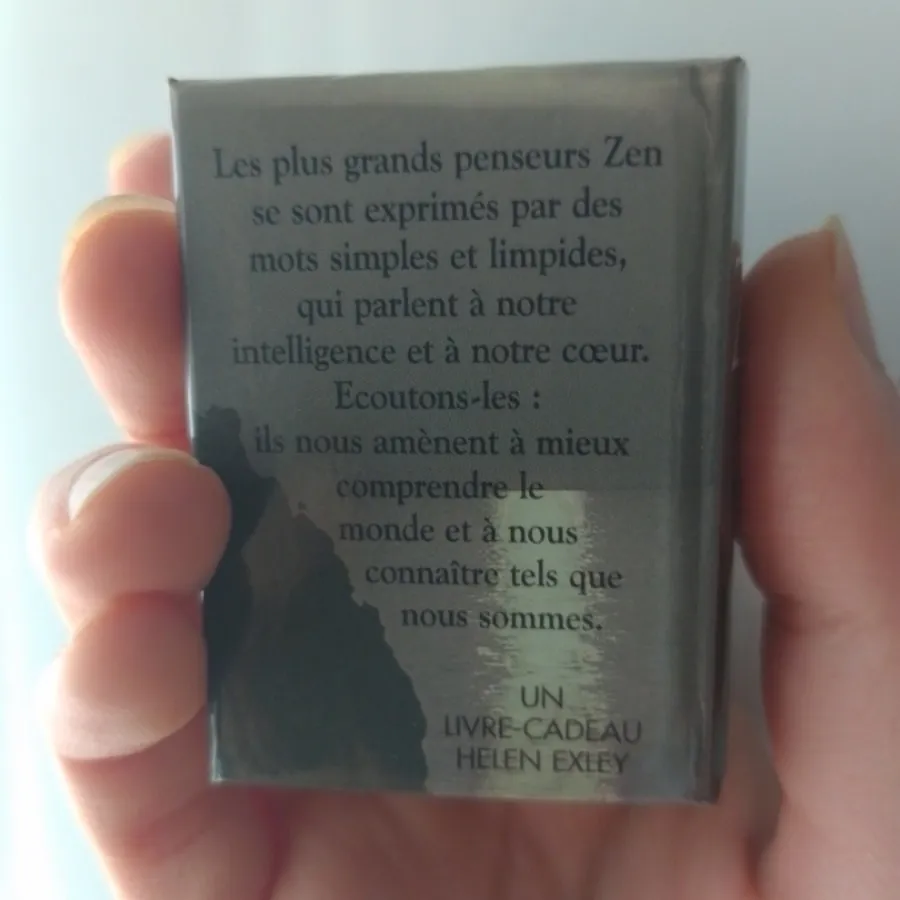 Les plus grands penseurs Zen
se sont exprimés par des
mots simples et limpides,
qui parlent à notre
intelligence et à notre cœur.
Ecoutons-les :
ils nous amènent à mieux
comprendre le
monde et à nous
connaître tels que
nous sommes.
UN
LIVRE-CADEAU
HELEN EXLEY